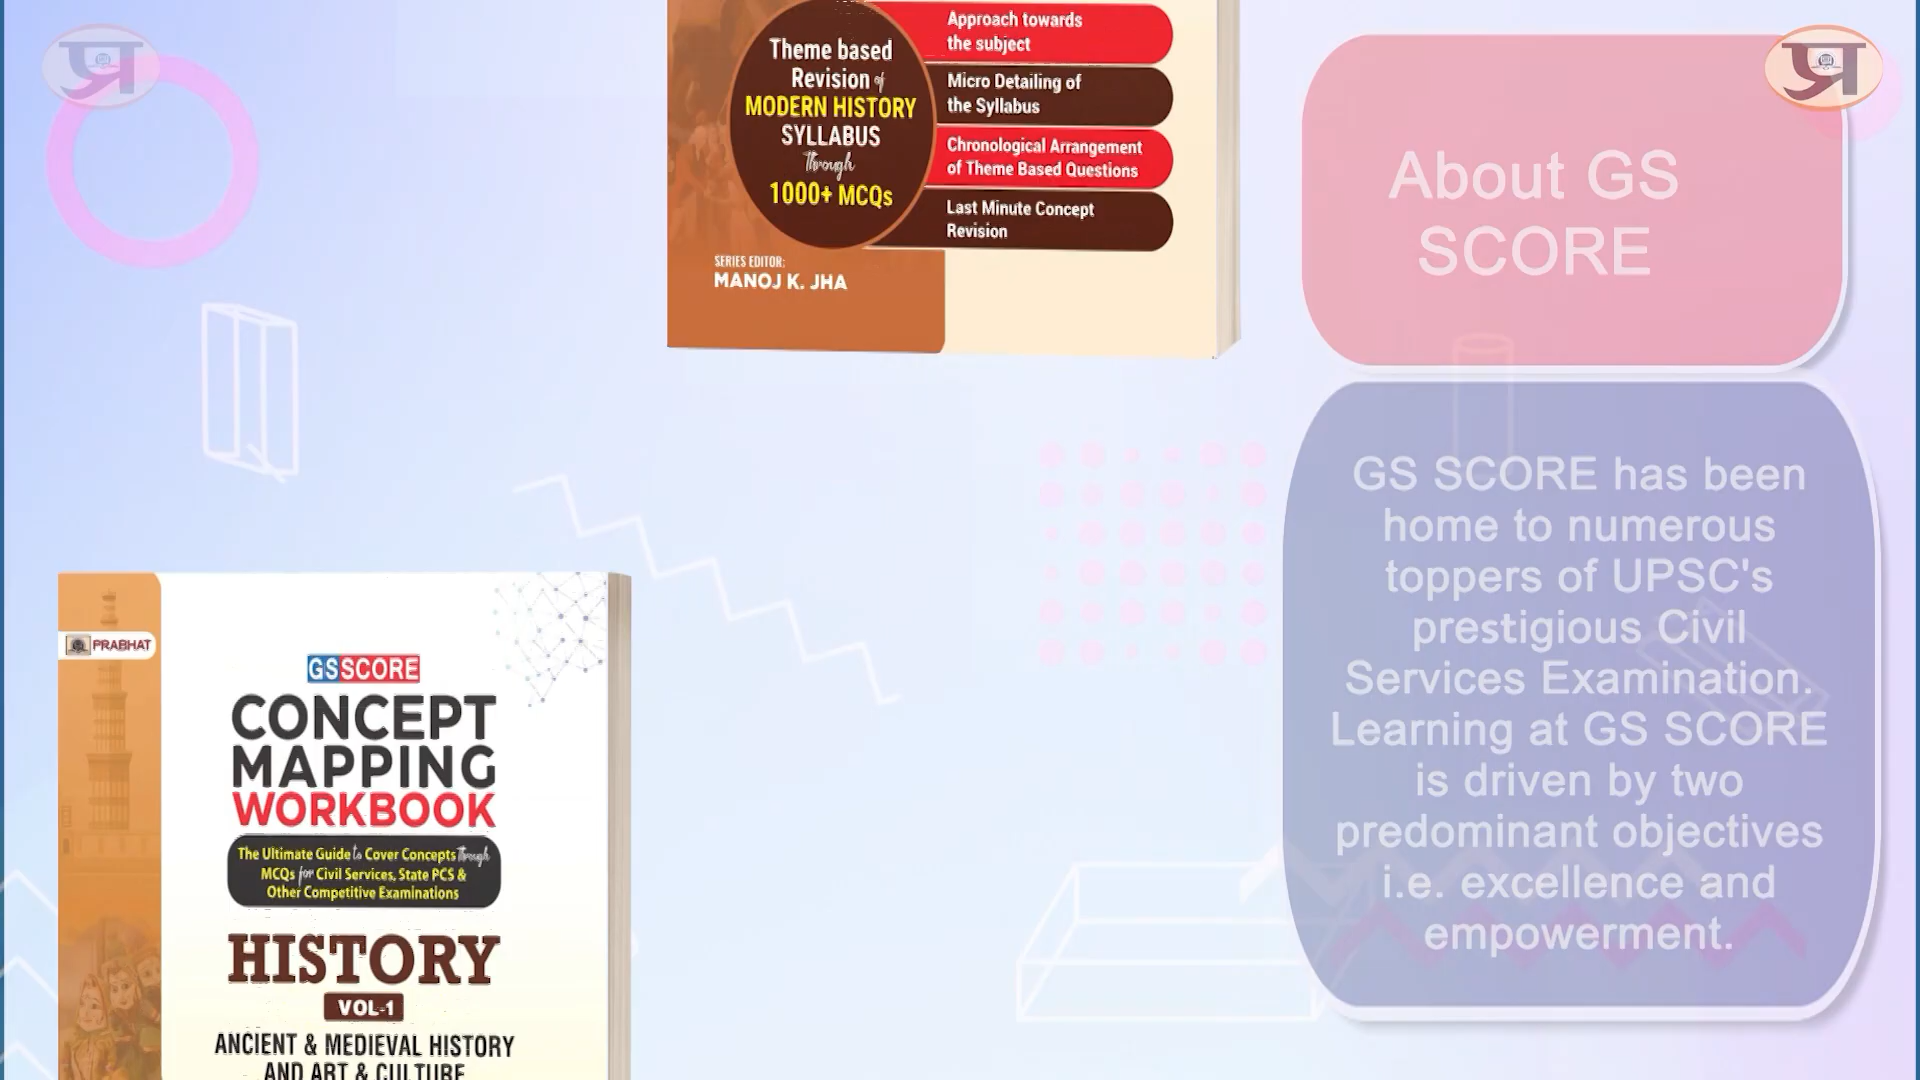 प्र
Theme based
Revision of
MODERN HISTORY
SYLLABUS
Through
1000+ MCQs
Approach towards
the subject
Micro Detailing of
the Syllabus
Chronological Arrangement
of Theme Based Questions
Last Minute Concept
Revision
SERIES EDITOR:
MANOJ K. JHA
प्र
About GS
SCORE
GS SCORE has been
home to numerous
toppers of UPSC's
prestigious Civil
Services Examination.
Learning at GS SCORE
is driven by two
predominant objectives
i.e. excellence and
empowerment.
PRABHAT
GSSCORE
CONCEPT
MAPPING
WORKBOOK
The Ultimate Guide to Cover Concepts Through
MCQs for Civil Services, State PCS &
Other Competitive Examinations
HISTORY
VOL-1
ANCIENT & MEDIEVAL HISTORY
AND ART & CULTURE